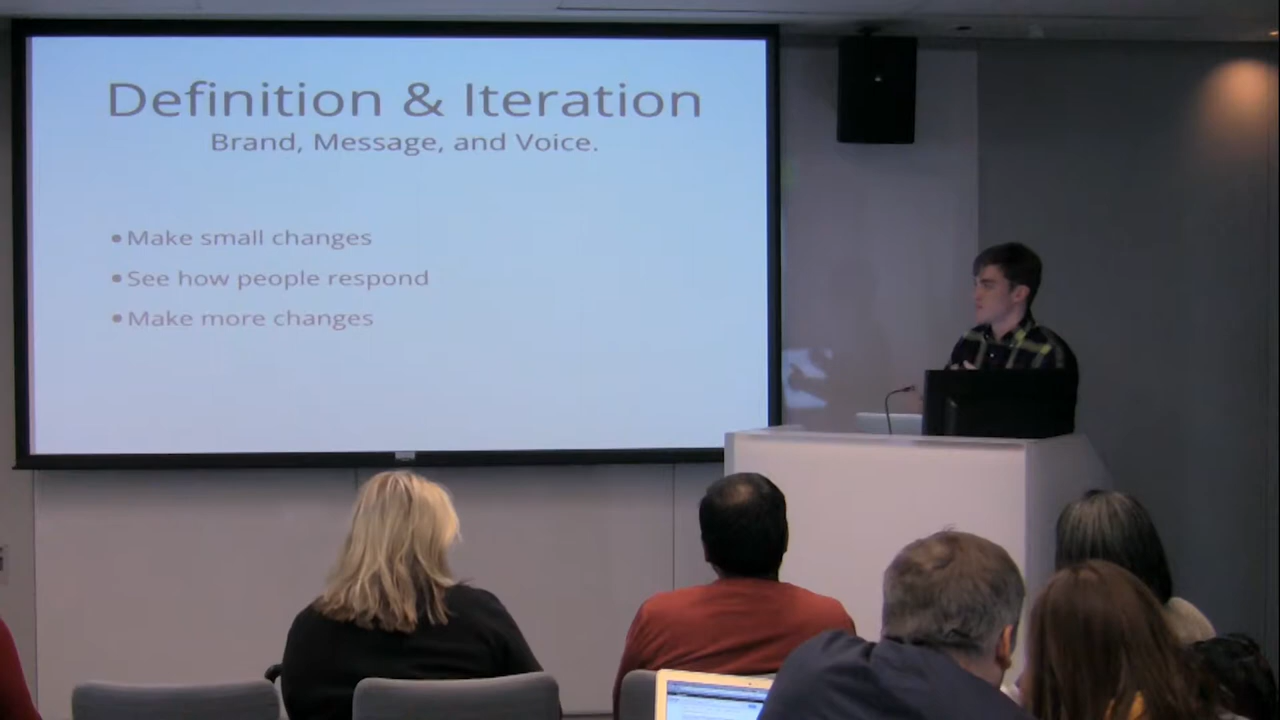 Definition & Iteration
Brand, Message, and Voice.
•Make small changes
•See how people respond
•Make more changes